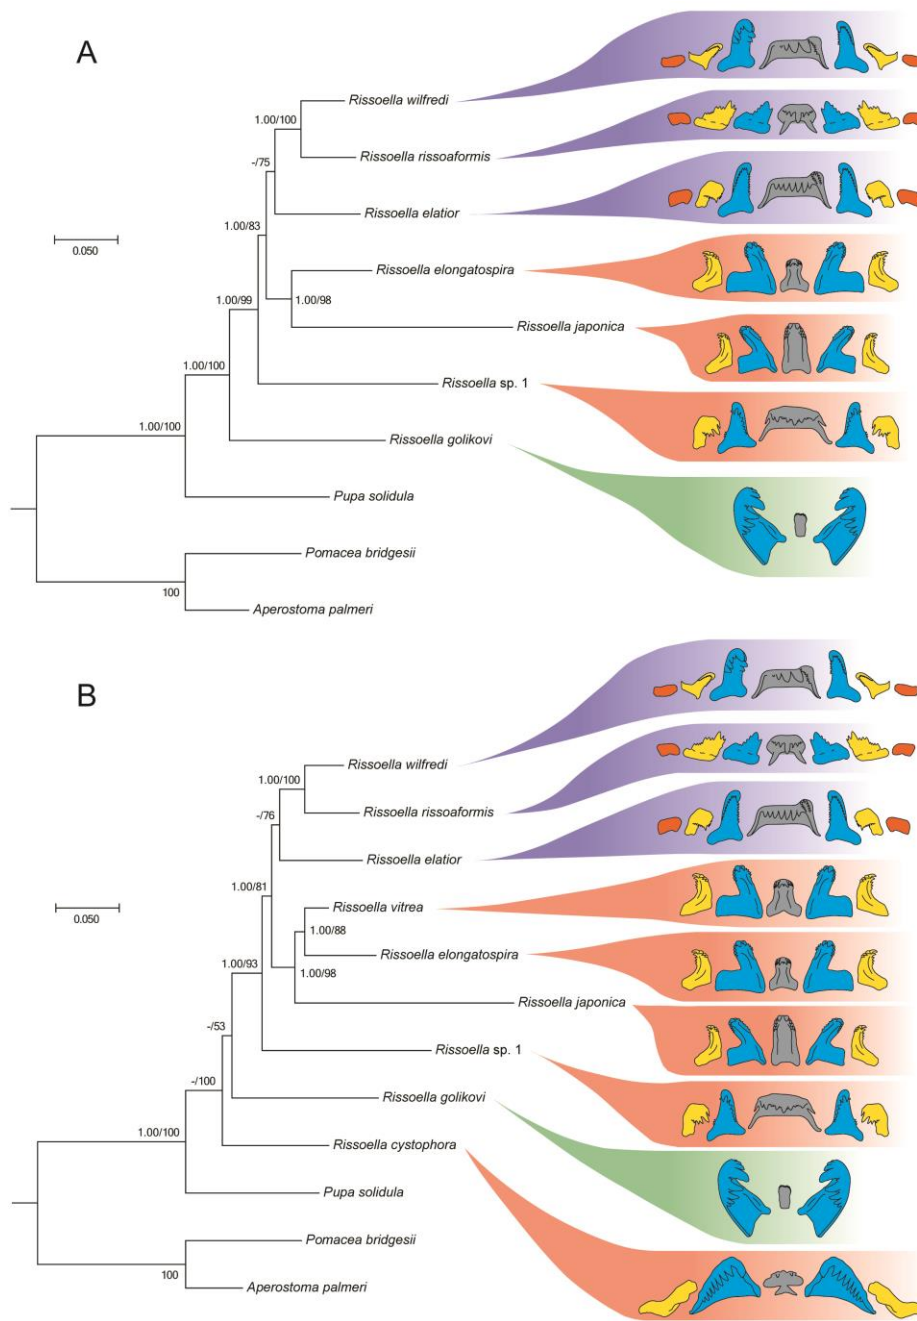 A
Rissoella wilfredi
1.00/100
Rissoella rissoaformis
-/75
Rissoella elatior
1.00/83
0.050
Rissoella elongatospira
1.00/99
1.00/98
Rissoella japonica
1.00/100
Rissoella sp. 1
1.00/100
Rissoella golikovi
Pupa solidula
Pomacea bridgesii
100
Aperostoma palmeri
B
Rissoella wilfredi
1.00/100
Rissoella rissoaformis
-/76
Rissoella elatior
1.00/81
0.050
Rissoella vitrea
1.00/88
Rissoella elongatospira
1.00/93
1.00/98
Rissoella japonica
-/53
Rissoella sp. 1
-/100
Rissoella golikovi
1.00/100
Rissoella cystophora
Pupa solidula
Pomacea bridgesii
100
Aperostoma palmeri